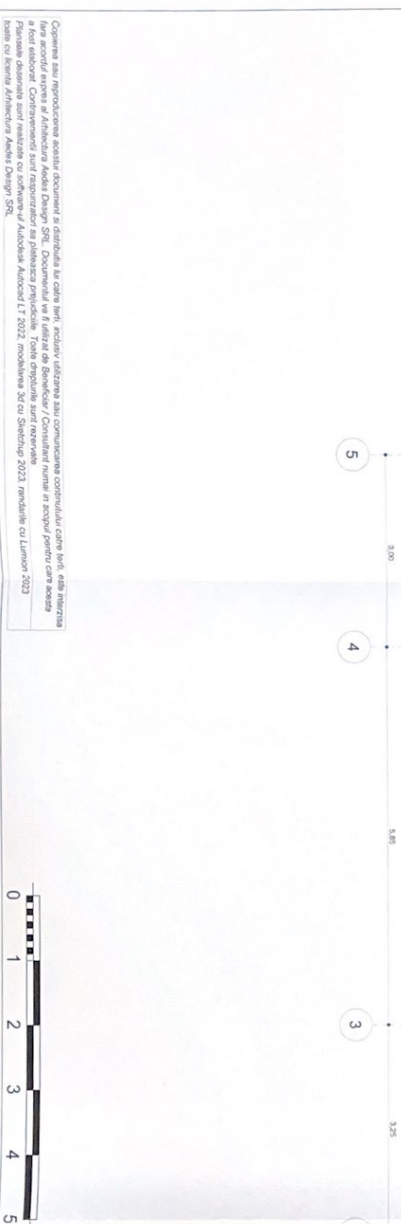 5
3,00
4
5,85
3
3,25
Copierea sau reproducerea acestui document si distributia lui catre terti, inclusiv utilizarea sau comunicarea continutului catre terti, este interzisa
fara acordul expres al Arhitectura Aedes Design SRL. Documentul va fi utilizat de Beneficiar / Consultant numai in scopul pentru care acesta
a fost elaborat. Contravenientii sunt raspunzatori sa plateasca prejudiciile. Toate drepturile sunt rezervate
Plansele desenate sunt realizate cu software-ul Autodesk Autocad LT 2022, modelarea 3d cu Sketchup 2023, randarile cu Lumion 2023
toate cu licenta Arhitectura Aedes Design SRL.
0 1 2 3 4 5